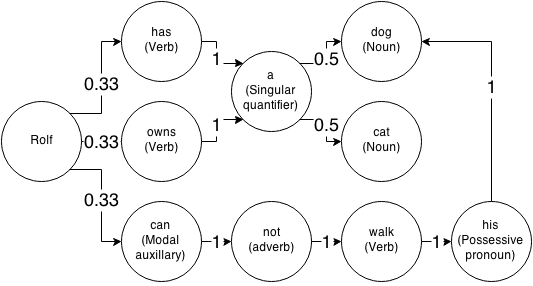 has
(Verb)
dog
(Noun)
1
0.5
0.33
a
(Singular
quantifier)
1
Rolf
0.33
owns
(Verb)
1
0.5
cat
(Noun)
0.33
can
(Modal
auxillary)
1
not
(adverb)
1
walk
(Verb)
1
his
(Possessive
pronoun)